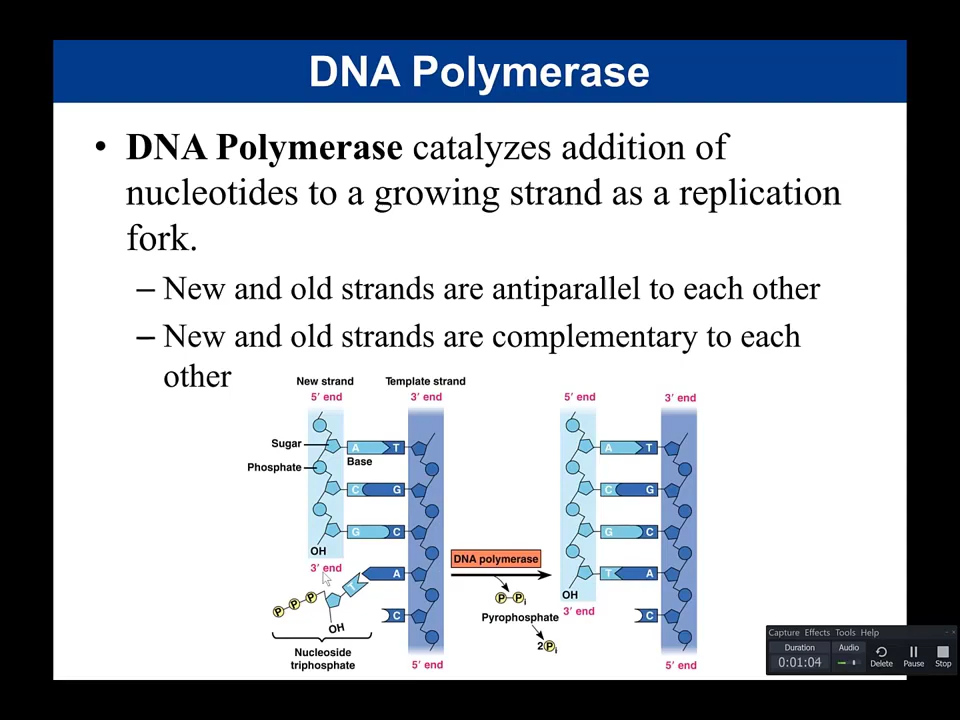 DNA Polymerase
• DNA Polymerase catalyzes addition of
nucleotides to a growing strand as a replication
fork.
– New and old strands are antiparallel to each other
– New and old strands are complementary to each
other
New strand Template strand
5′ end 3′ end 5′ end 3′ end
Sugar A T A T
Base
Phosphate
C G C G
G C G C
OH
3′ end
DNA polymerase
T A T A
OH
P P P
P Pi
3′ end
C C
Pyrophosphate
OH
2 Pi
Nucleoside
triphosphate
5′ end 5′ end
Capture Effects Tools Help
Duration Audio
0:01:04
Delete Pause Stop